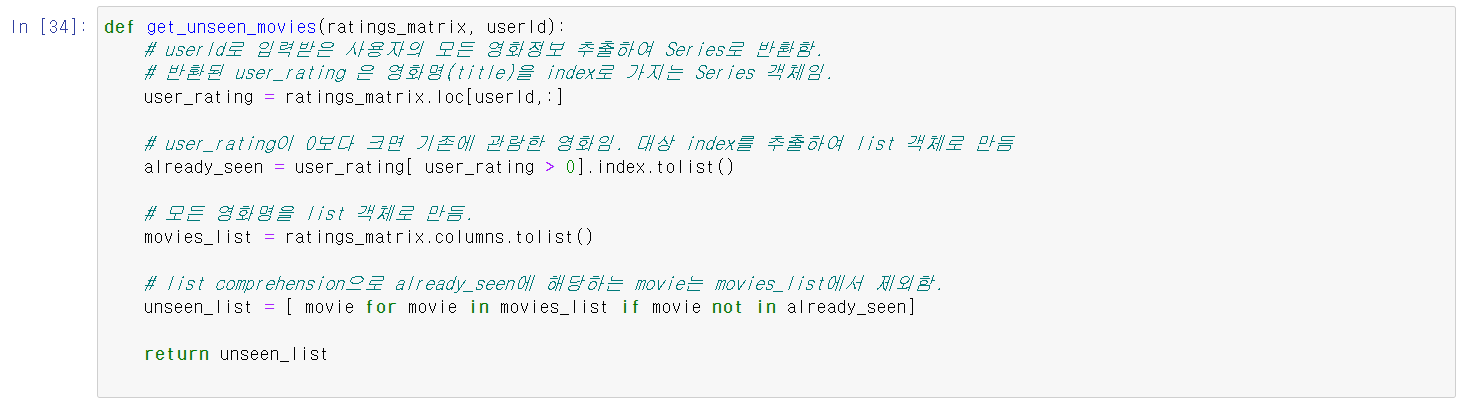 In [34]: def get_unseen_movies(ratings_matrix, userId):
# userId로 입력받은 사용자의 모든 영화정보 추출하여 Series로 반환함.
# 반환된 user_rating 은 영화명(title)을 index로 가지는 Series 객체임.
user_rating = ratings_matrix.loc[userId,:]
# user_rating이 0보다 크면 기존에 관람한 영화임. 대상 index를 추출하여 list 객체로 만듬
already_seen = user_rating[ user_rating > 0].index.tolist()
# 모든 영화명을 list 객체로 만듬.
movies_list = ratings_matrix.columns.tolist()
# list comprehension으로 already_seen에 해당하는 movie는 movies_list에서 제외함.
unseen_list = [ movie for movie in movies_list if movie not in already_seen]
return unseen_list